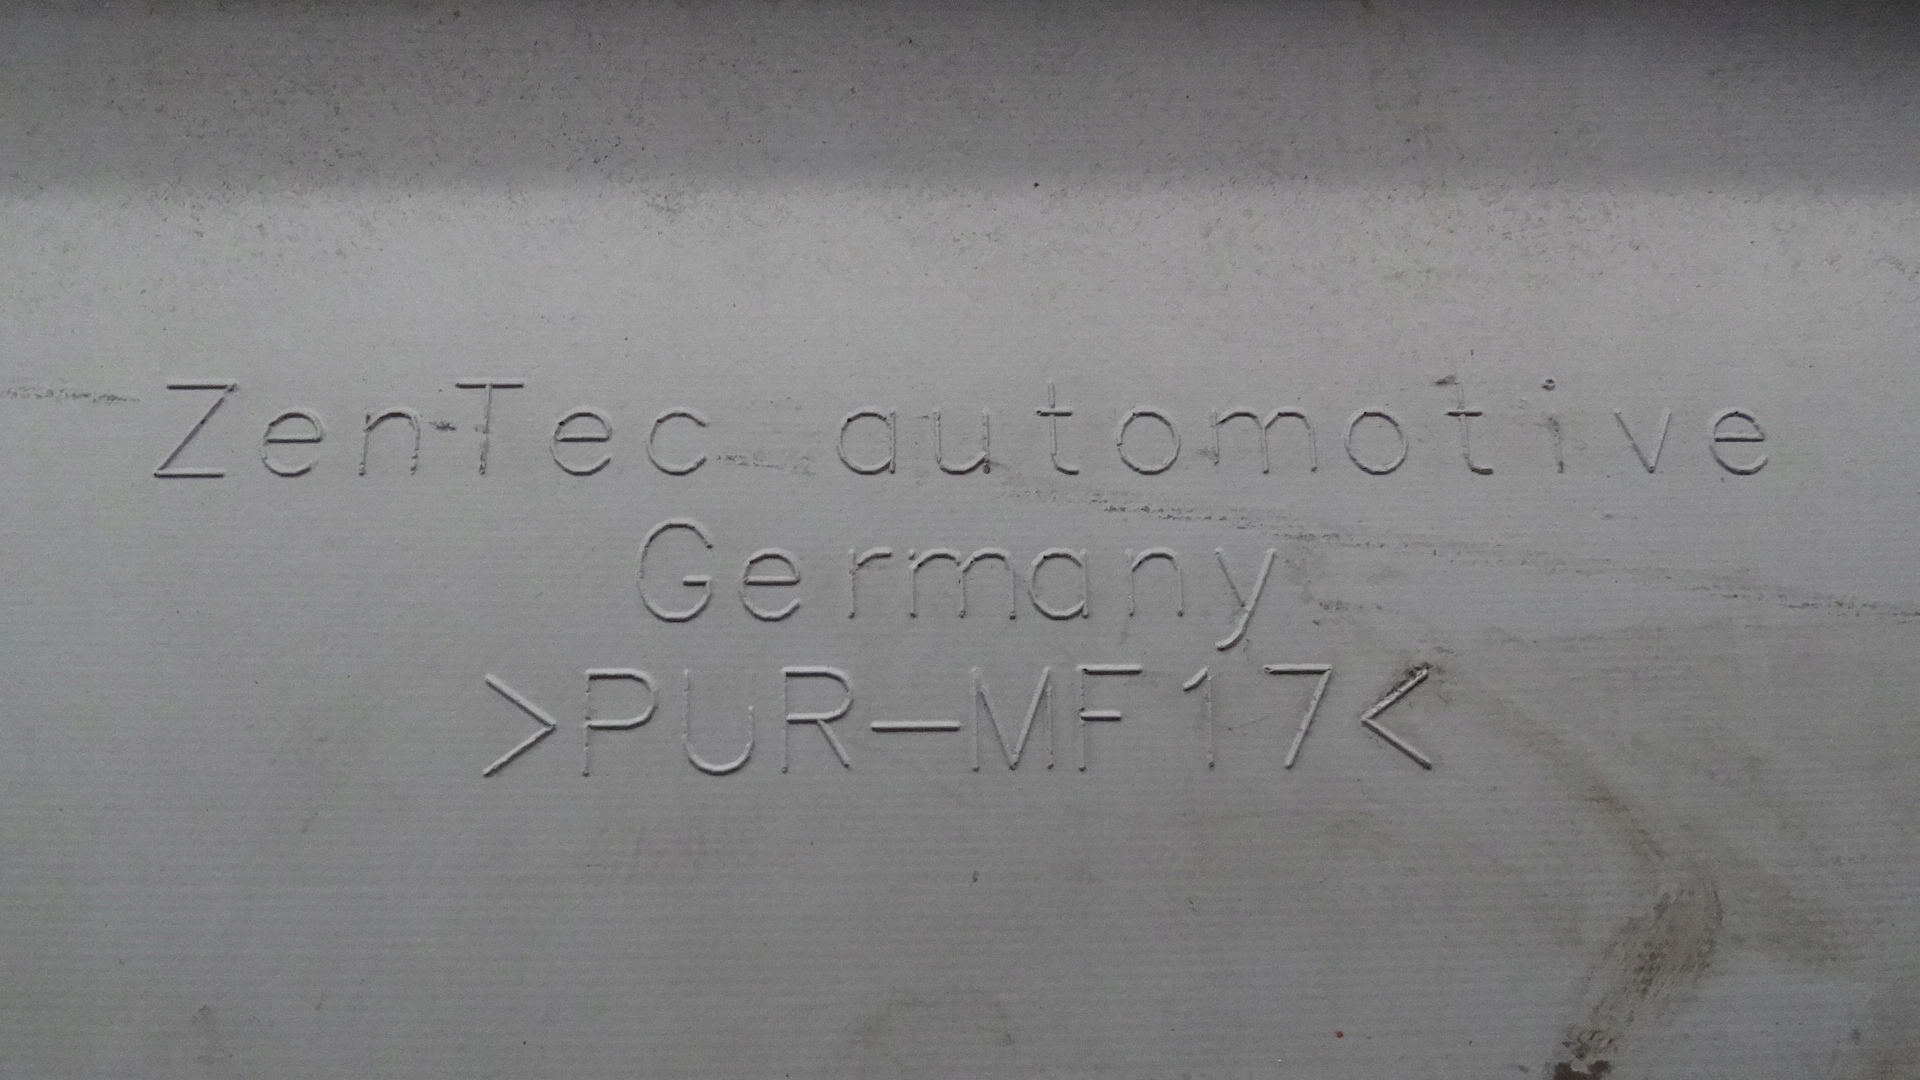 ZenTec automotive
Germany
>PUR-MF17<